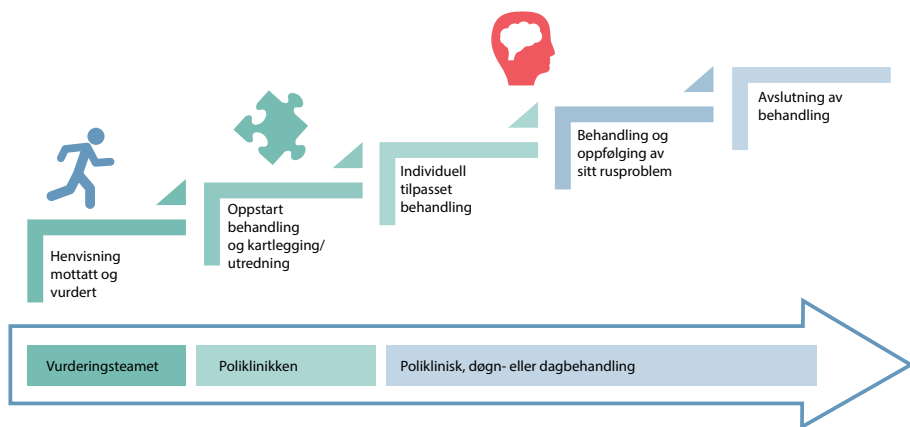 Henvisning
mottatt og
vurdert
Oppstart
behandling
og kartlegging/
utredning
Individuell
tilpasset
behandling
Behandling og
oppfølging av
sitt rusproblem
Avslutning av
behandling
Vurderingsteamet
Poliklinikken
Poliklinisk, døgn- eller dagbehandling